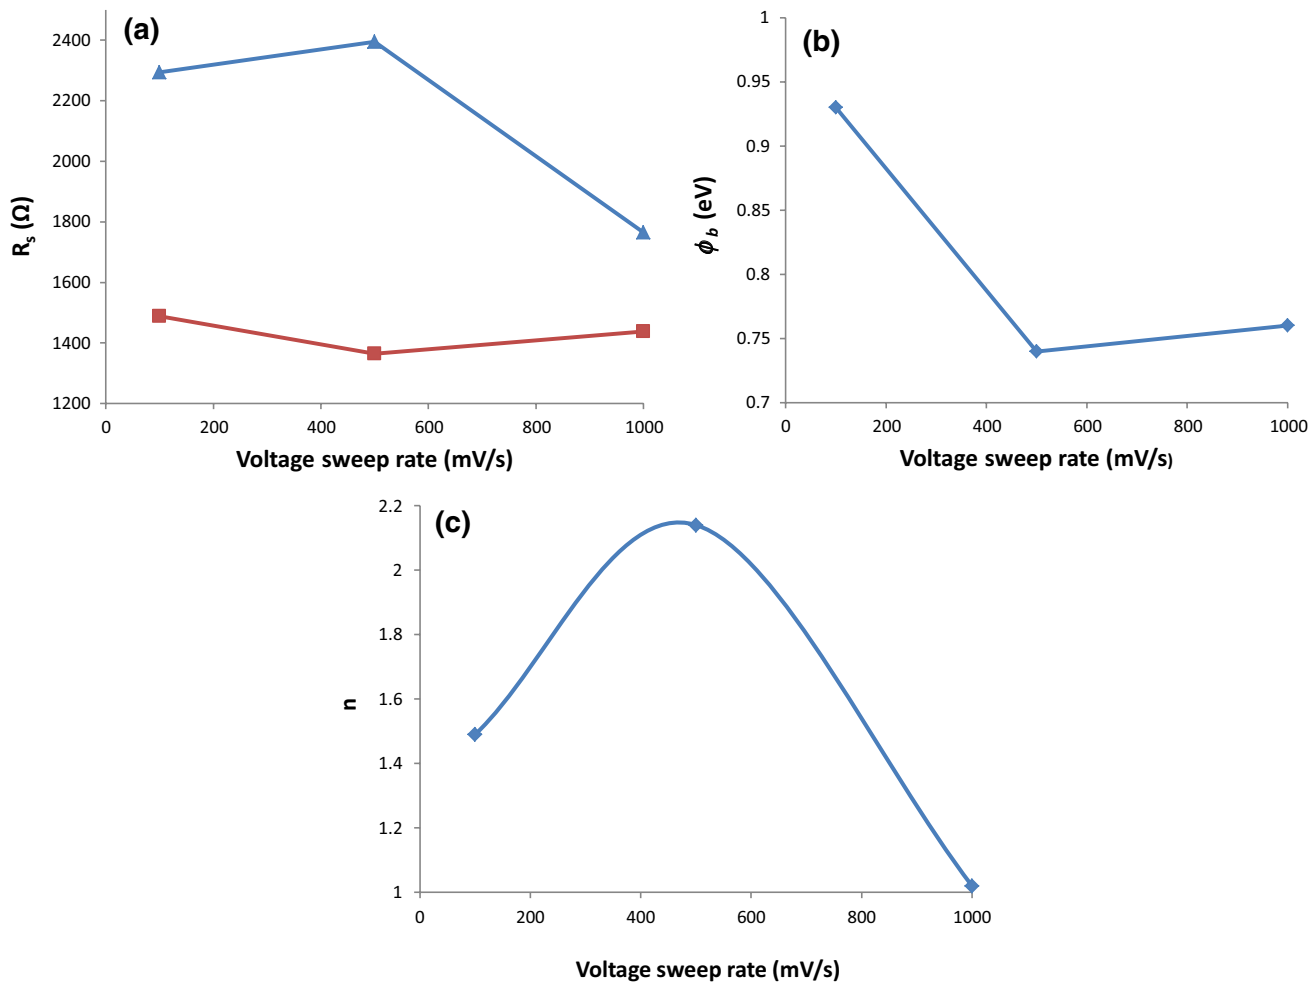 (a)
2400
2200
2000
1800
1600
1400
1200
Rs (Ω)
0 200 400 600 800 1000
Voltage sweep rate (mV/s)
(b)
1
0.95
0.9
0.85
0.8
0.75
0.7
ϕ b (eV)
0 200 400 600 800 1000
Voltage sweep rate (mV/s)
(c)
2.2
2
1.8
1.6
1.4
1.2
1
n
0 200 400 600 800 1000
Voltage sweep rate (mV/s)